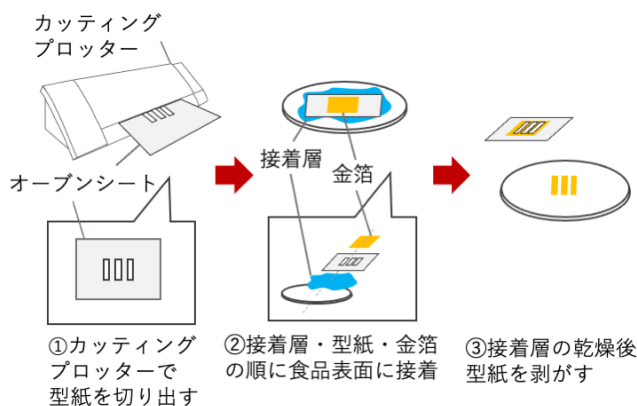 カッティング
プロッター
オーブンシート
接着層
金箔
①カッティング
プロッターで
型紙を切り出す
②接着層・型紙・金箔
の順に食品表面に接着
③接着層の乾燥後
型紙を剥がす